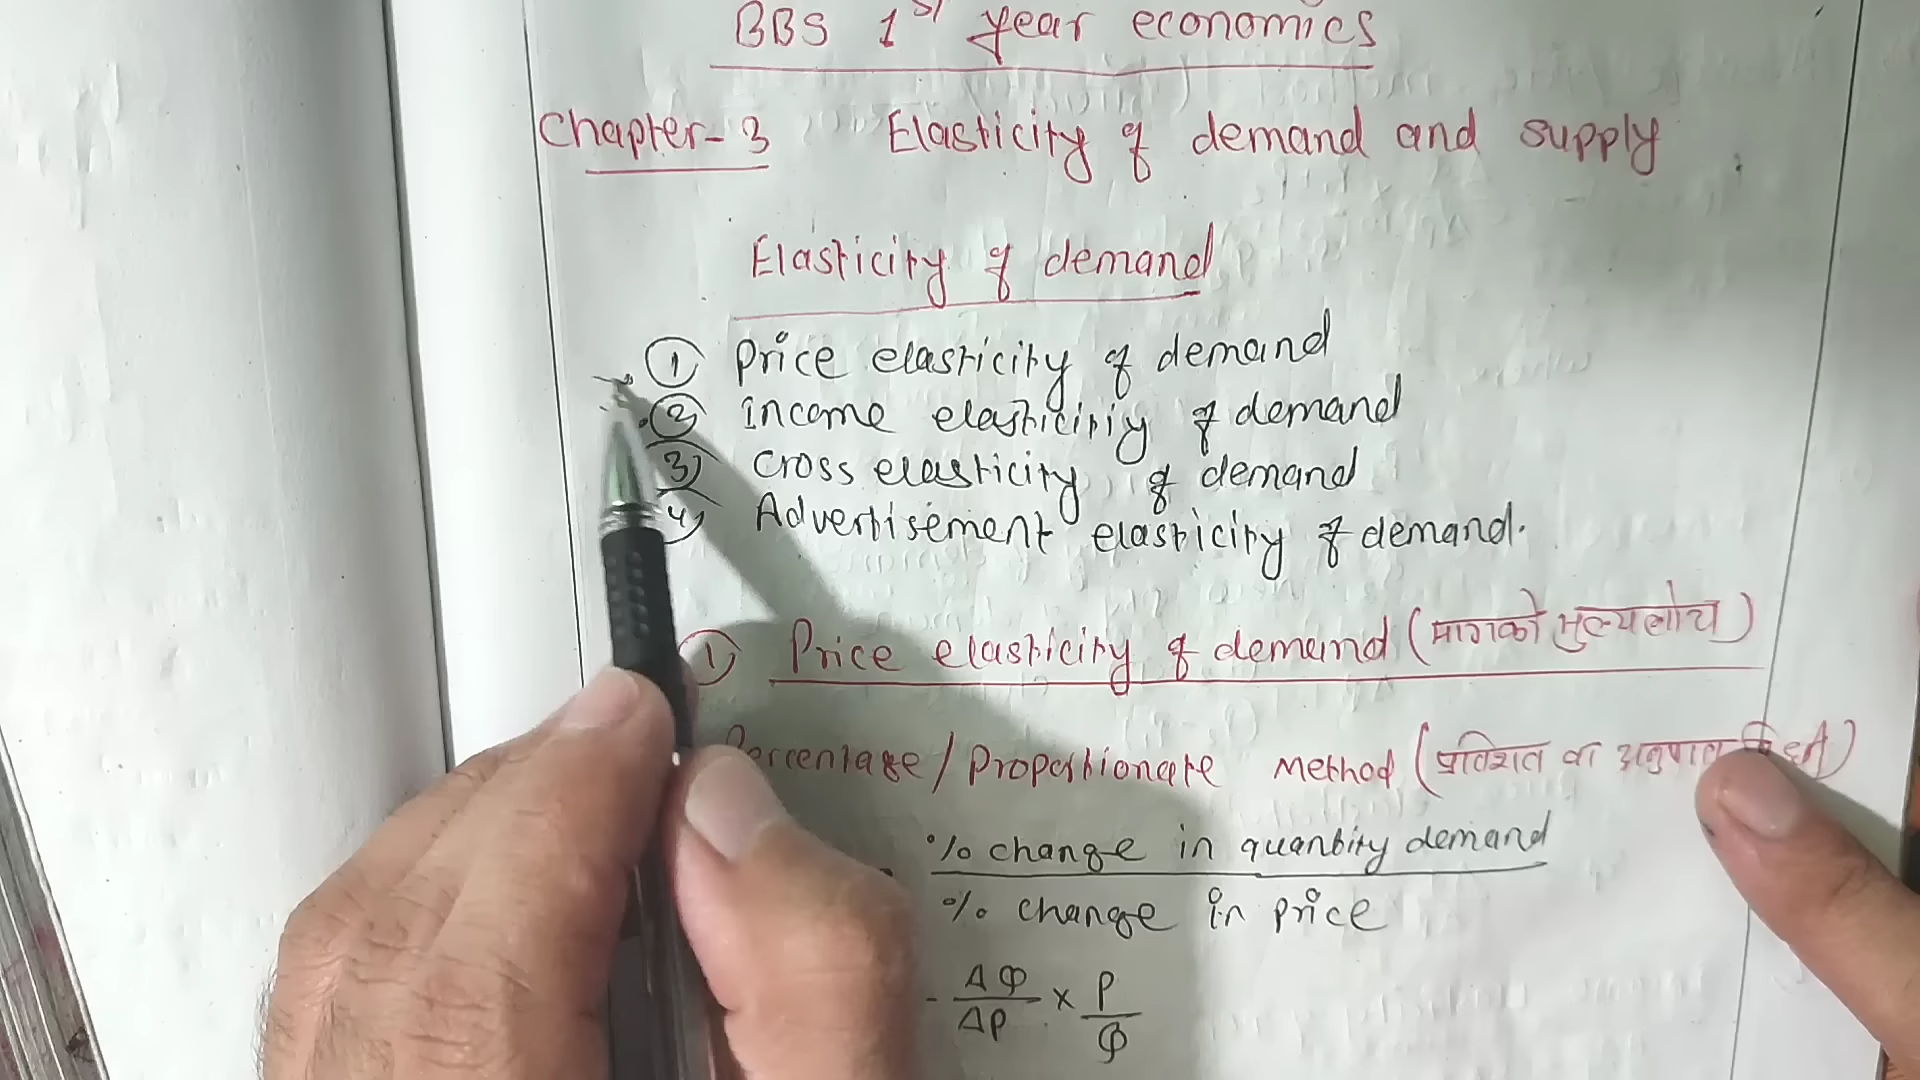 BBS 1st year economics
Chapter-3 Elasticity of demand and supply
Elasticity of demand
① Price elasticity of demand
② Income elasticitiy of demand
③ Cross elasticity of demand
④ Advertisement elasticity of demand.
① Price elasticity of demand (मागको मुल्य लोच)
Percentage/Proportionate Method (प्रतिशत वा अनुपात विधी)
% change in quantity demand
% change in price
- ΔQ/ΔP × P/Q